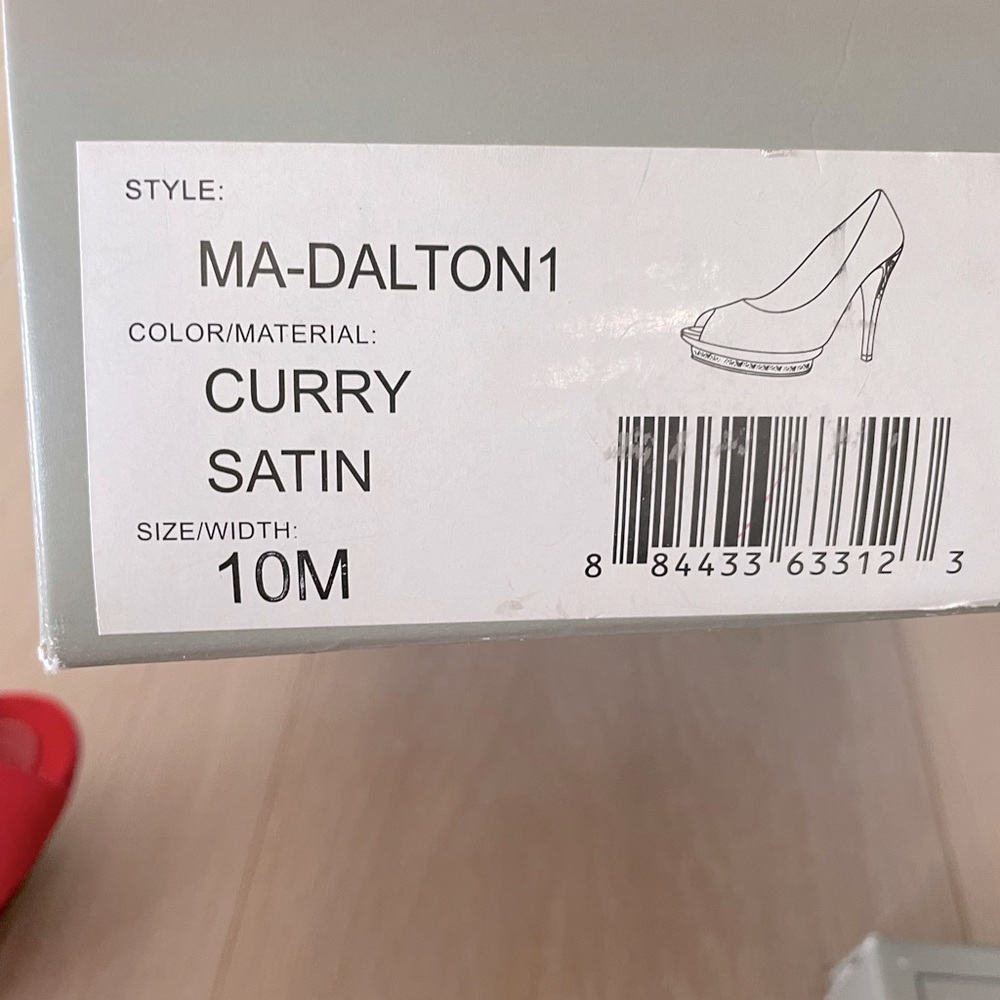 STYLE:
MA-DALTON1
COLOR/MATERIAL:
CURRY
SATIN
SIZE/WIDTH:
10M
8 84433 63312 3